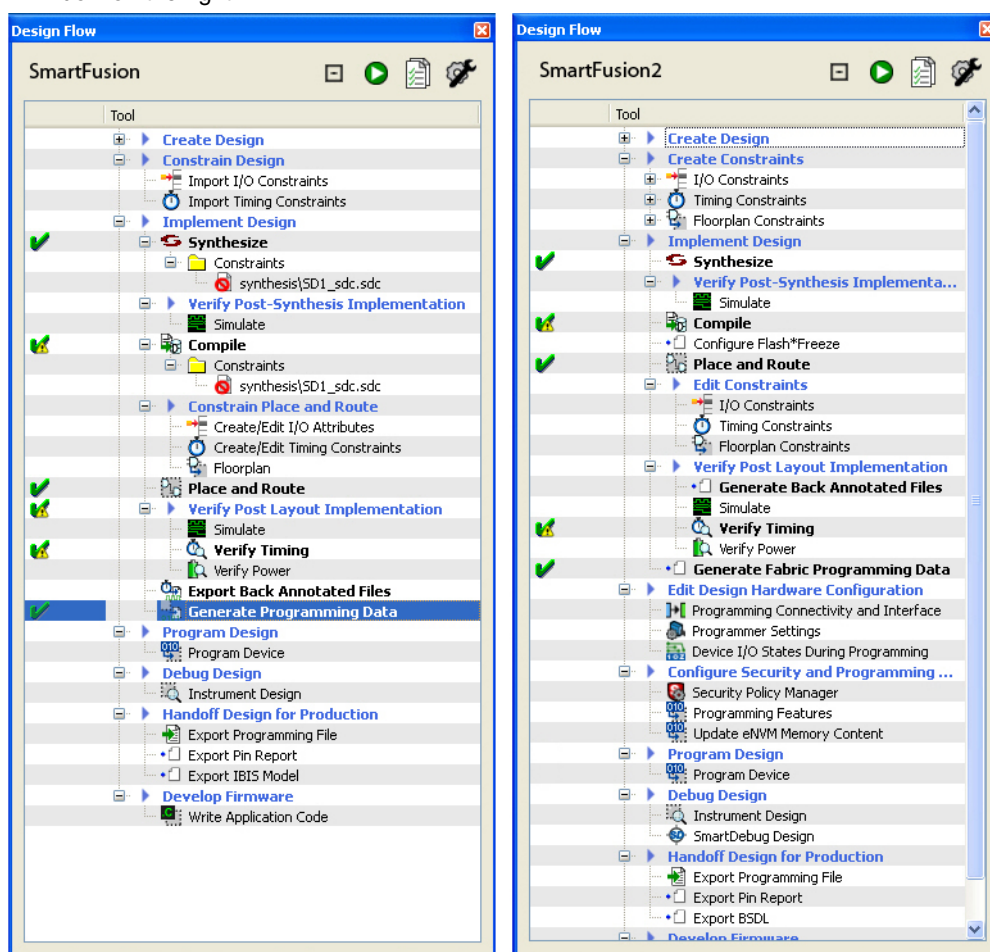 Design Flow
SmartFusion
Tool
Create Design
Constrain Design
Import I/O Constraints
Import Timing Constraints
Implement Design
Synthesize
Constraints
synthesis\SD1_sdc.sdc
Verify Post-Synthesis Implementation
Simulate
Compile
Constraints
synthesis\SD1_sdc.sdc
Constrain Place and Route
Create/Edit I/O Attributes
Create/Edit Timing Constraints
Floorplan
Place and Route
Verify Post Layout Implementation
Simulate
Verify Timing
Verify Power
Export Back Annotated Files
Generate Programming Data
Program Design
Program Device
Debug Design
Instrument Design
Handoff Design for Production
Export Programming File
Export Pin Report
Export IBIS Model
Develop Firmware
Write Application Code
Design Flow
SmartFusion2
Tool
Create Design
Create Constraints
I/O Constraints
Timing Constraints
Floorplan Constraints
Implement Design
Synthesize
Verify Post-Synthesis Implementa...
Simulate
Compile
Configure Flash*Freeze
Place and Route
Edit Constraints
I/O Constraints
Timing Constraints
Floorplan Constraints
Verify Post Layout Implementation
Generate Back Annotated Files
Simulate
Verify Timing
Verify Power
Generate Fabric Programming Data
Edit Design Hardware Configuration
Programming Connectivity and Interface
Programmer Settings
Device I/O States During Programming
Configure Security and Programming ...
Security Policy Manager
Programming Features
Update eNVM Memory Content
Program Design
Program Device
Debug Design
Instrument Design
SmartDebug Design
Handoff Design for Production
Export Programming File
Export Pin Report
Export BSDL
Develop Firmware